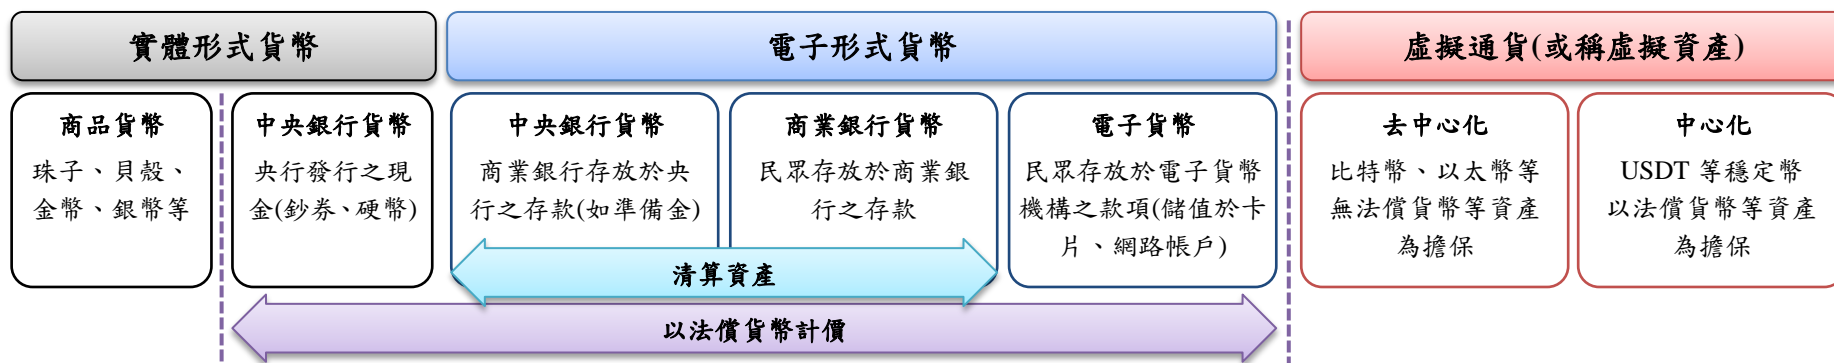 實體形式貨幣
電子形式貨幣
虛擬通貨(或稱虛擬資產)
商品貨幣
珠子、貝殼、
金幣、銀幣等
中央銀行貨幣
央行發行之現
金(鈔券、硬幣)
中央銀行貨幣
商業銀行存放於央
行之存款(如準備金)
商業銀行貨幣
民眾存放於商業銀
行之存款
電子貨幣
民眾存放於電子貨幣
機構之款項(儲值於卡
片、網路帳戶)
去中心化
比特幣、以太幣等
無法償貨幣等資產
為擔保
中心化
USDT 等穩定幣
以法償貨幣等資產
為擔保
清算資產
以法償貨幣計價